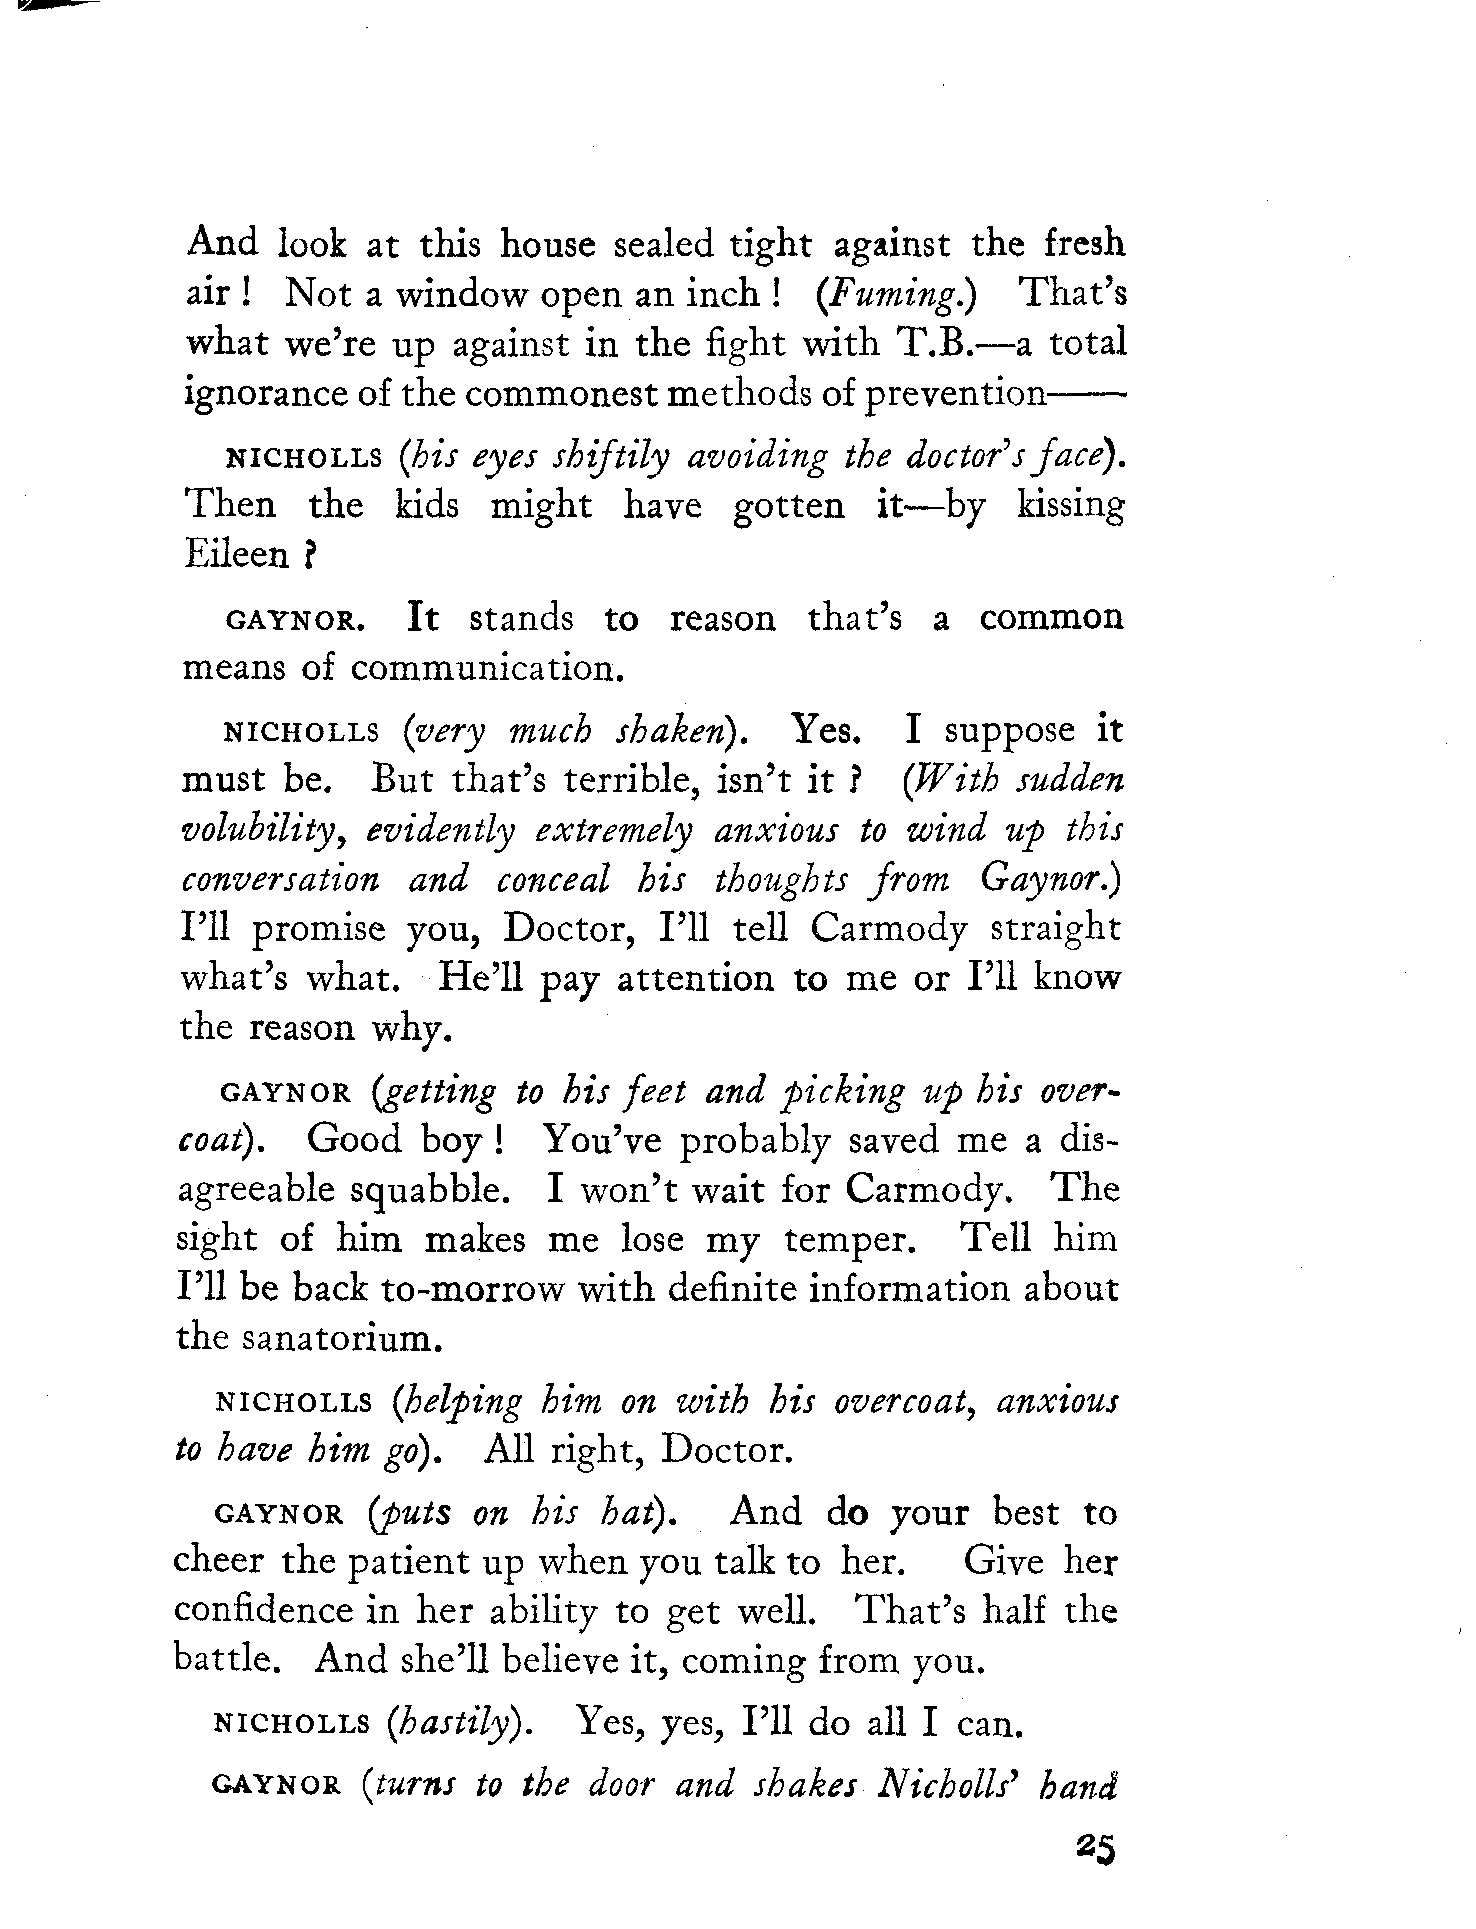 And look at this house sealed tight against the fresh
air ! Not a window open an inch ! (Fuming.) That's
what we're up against in the fight with T.B.—a total
ignorance of the commonest methods of prevention——
NICHOLLS (his eyes shiftily avoiding the doctor's face).
Then the kids might have gotten it—by kissing
Eileen ?
GAYNOR. It stands to reason that's a common
means of communication.
NICHOLLS (very much shaken). Yes. I suppose it
must be. But that's terrible, isn't it ? (With sudden
volubility, evidently extremely anxious to wind up this
conversation and conceal his thoughts from Gaynor.)
I'll promise you, Doctor, I'll tell Carmody straight
what's what. He'll pay attention to me or I'll know
the reason why.
GAYNOR (getting to his feet and picking up his over-
coat). Good boy ! You've probably saved me a dis-
agreeable squabble. I won't wait for Carmody. The
sight of him makes me lose my temper. Tell him
I'll be back to-morrow with definite information about
the sanatorium.
NICHOLLS (helping him on with his overcoat, anxious
to have him go). All right, Doctor.
GAYNOR (puts on his hat). And do your best to
cheer the patient up when you talk to her. Give her
confidence in her ability to get well. That's half the
battle. And she'll believe it, coming from you.
NICHOLLS (hastily). Yes, yes, I'll do all I can.
GAYNOR (turns to the door and shakes Nicholls' hand
25